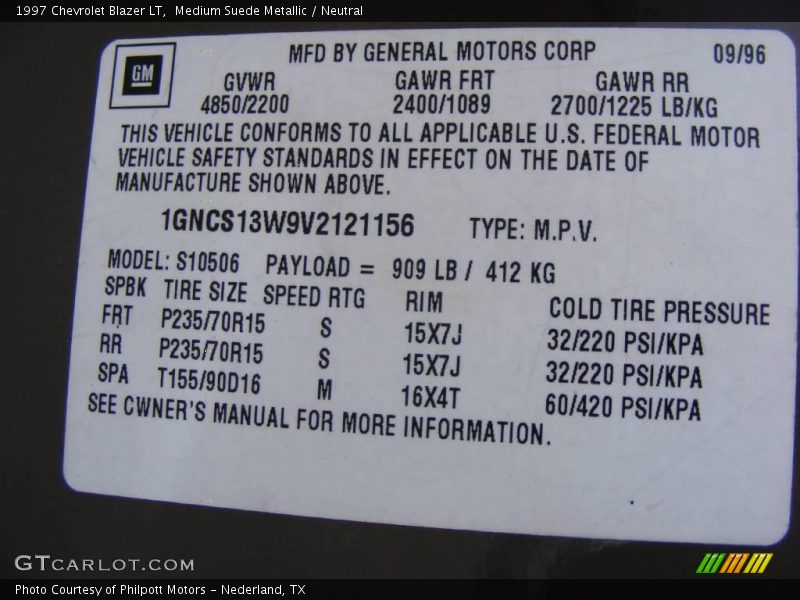 1997 Chevrolet Blazer LT,  Medium Suede Metallic / Neutral
GM
MFD BY GENERAL MOTORS CORP 09/96
GVWR GAWR FRT GAWR RR
4850/2200 2400/1089 2700/1225 LB/KG
THIS VEHICLE CONFORMS TO ALL APPLICABLE U.S. FEDERAL MOTOR
VEHICLE SAFETY STANDARDS IN EFFECT ON THE DATE OF
MANUFACTURE SHOWN ABOVE.
1GNCS13W9V2121156 TYPE: M.P.V.
MODEL: S10506 PAYLOAD = 909 LB / 412 KG
SPBK TIRE SIZE SPEED RTG RIM COLD TIRE PRESSURE
FRT P235/70R15 S 15X7J 32/220 PSI/KPA
RR P235/70R15 S 15X7J 32/220 PSI/KPA
SPA T155/90D16 M 16X4T 60/420 PSI/KPA
SEE OWNER'S MANUAL FOR MORE INFORMATION.
GTCARLOT.COM
Photo Courtesy of Philpott Motors - Nederland, TX